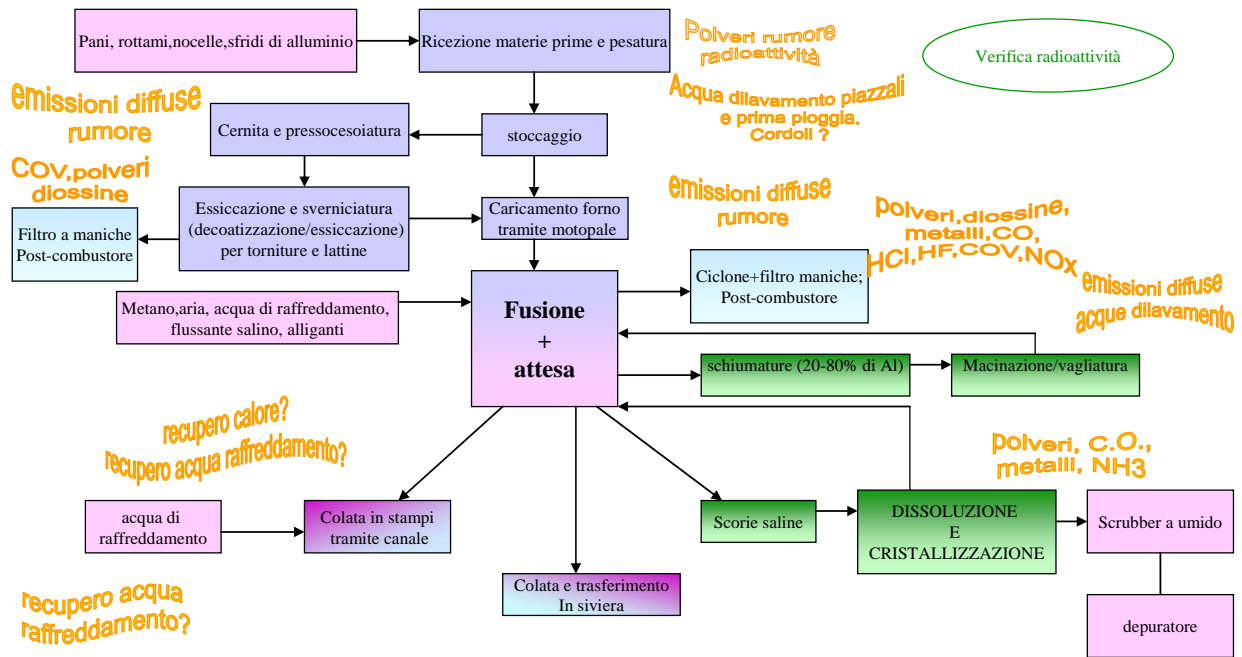 Pani, rottami,nocelle,sfridi di alluminio
Ricezione materie prime e pesatura
Polveri rumore
radioattività
Verifica radioattività
Acqua dilavamento piazzali
e prima pioggia.
Cordoli ?
emissioni diffuse
rumore
Cernita e pressocesoiatura
stoccaggio
COV,polveri
diossine
Filtro a maniche
Post-combustore
Essiccazione e sverniciatura
(decoatizzazione/essiccazione)
per torniture e lattine
Caricamento forno
tramite motopale
emissioni diffuse
rumore
polveri,diossine,
metalli,CO,
HCl,HF,COV,NOx
Metano,aria, acqua di raffreddamento,
flussante salino, alliganti
Fusione
+
attesa
Ciclone+filtro maniche;
Post-combustore
emissioni diffuse
acque dilavamento
schiumature (20-80% di Al)
Macinazione/vagliatura
recupero calore?
recupero acqua raffreddamento?
polveri, C.O.,
metalli, NH3
acqua di
raffreddamento
Colata in stampi
tramite canale
Scorie saline
DISSOLUZIONE
E
CRISTALLIZZAZIONE
Scrubber a umido
Colata e trasferimento
In siviera
recupero acqua
raffreddamento?
depuratore